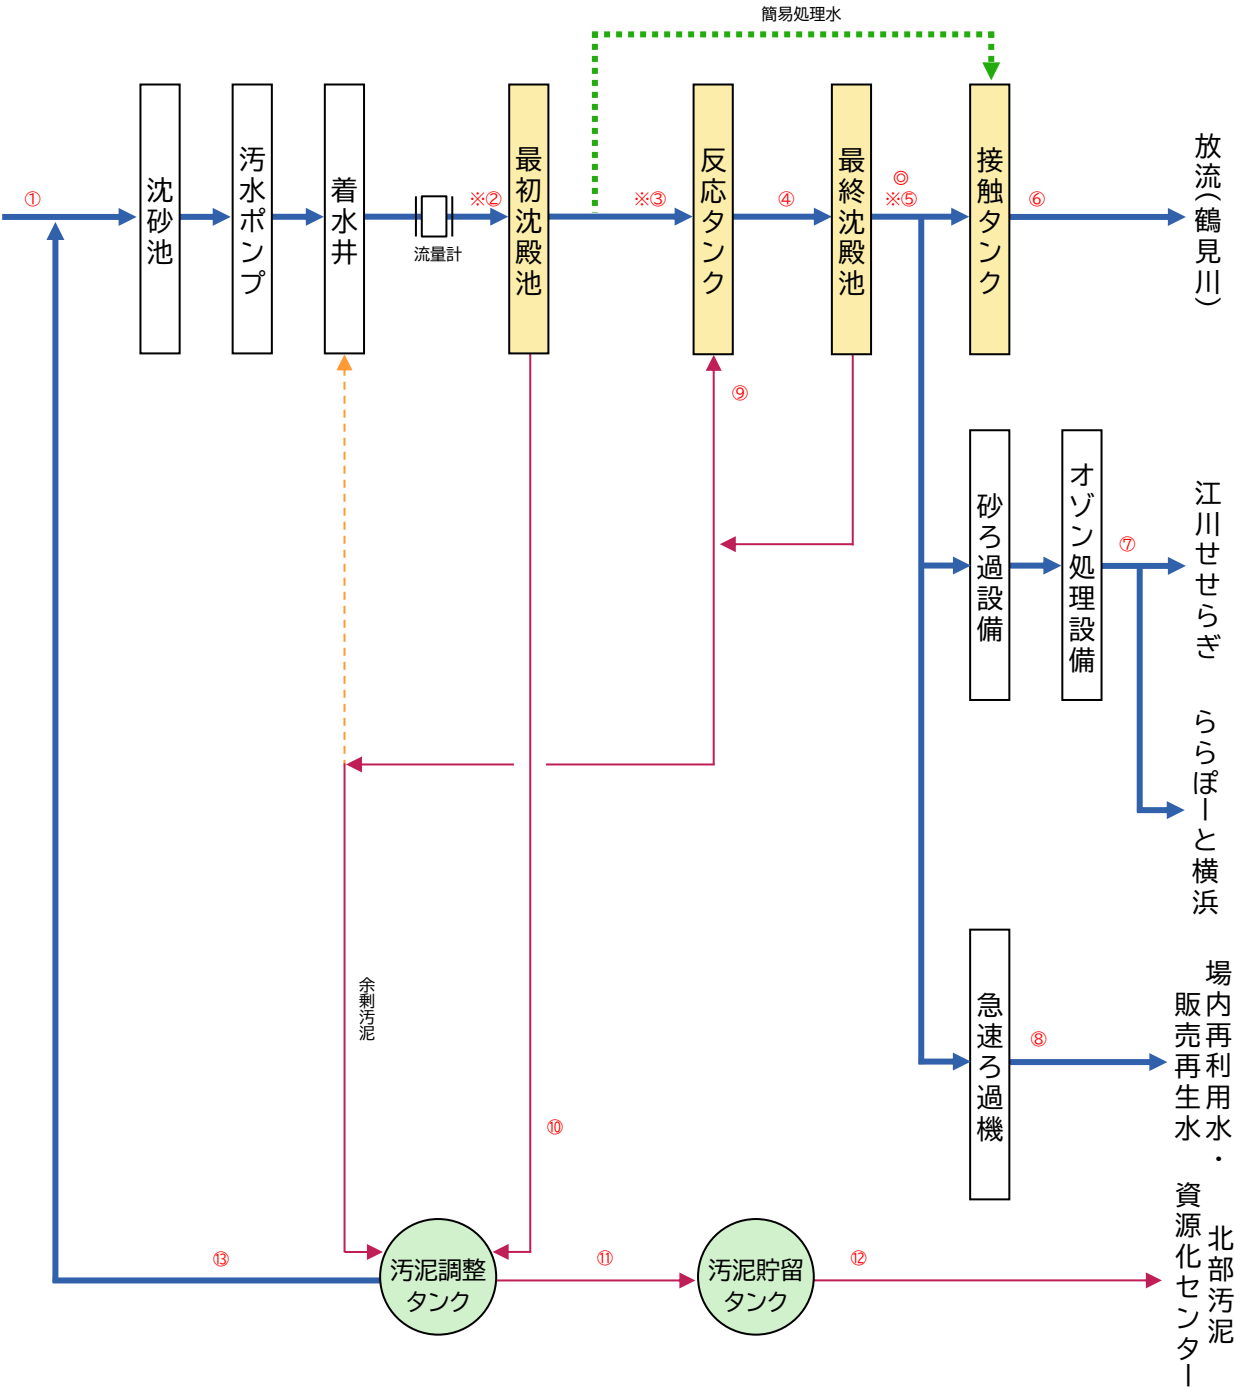 簡易処理水
①
沈砂池
汚水ポンプ
着水井
流量計
※②
最初沈殿池
※③
反応タンク
④
最終沈殿池
◎
※⑤
接触タンク
⑥
放流(鶴見川)
⑨
砂ろ過設備
オゾン処理設備
⑦
江川せせらぎ
ららぽーと横浜
余剰汚泥
急速ろ過機
⑧
場内再利用水・
販売再生水
⑩
⑬
汚泥調整
タンク
⑪
汚泥貯留
タンク
⑫
北部汚泥
資源化センター